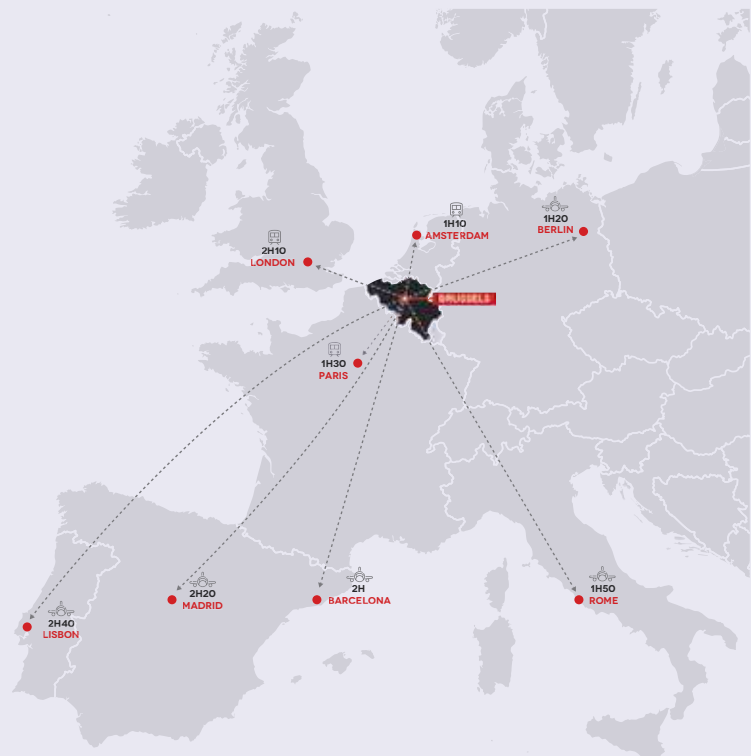 1H10
AMSTERDAM
1H20
BERLIN
2H10
LONDON
BRUSSELS
1H30
PARIS
2H40
LISBON
2H20
MADRID
2H
BARCELONA
1H50
ROME